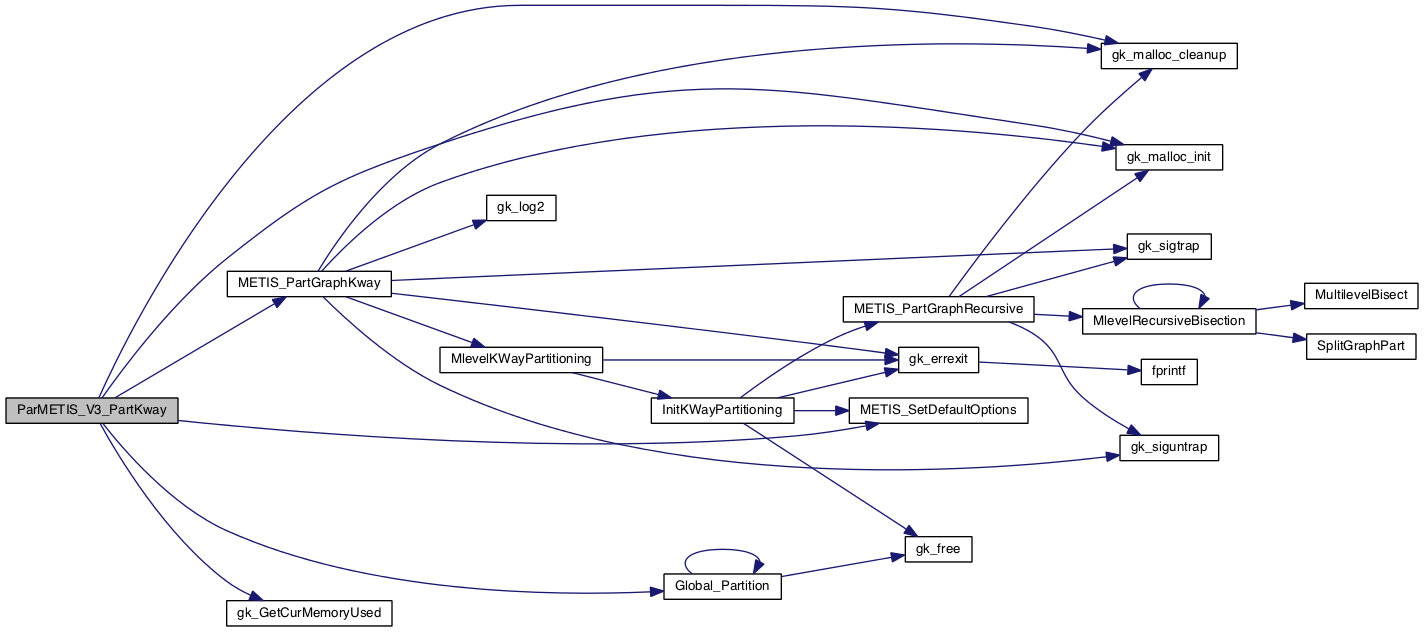 gk_malloc_cleanup
gk_malloc_init
gk_log2
gk_sigtrap
METIS_PartGraphKway
MultilevelBisect
METIS_PartGraphRecursive
MlevelRecursiveBisection
SplitGraphPart
MlevelKWayPartitioning
gk_errexit
fprintf
ParMETIS_V3_PartKway
InitKWayPartitioning
METIS_SetDefaultOptions
gk_siguntrap
gk_free
Global_Partition
gk_GetCurMemoryUsed